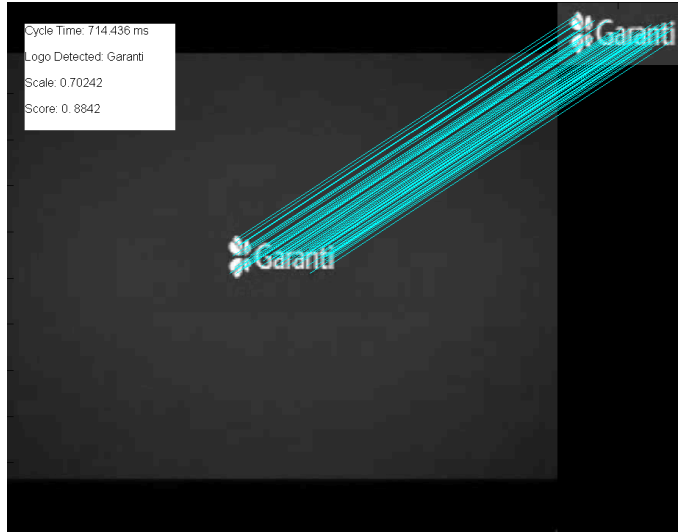 Cycle Time: 714.436 ms
Logo Detected: Garanti
Scale: 0.70242
Score: 0. 8842
Garanti
Garanti